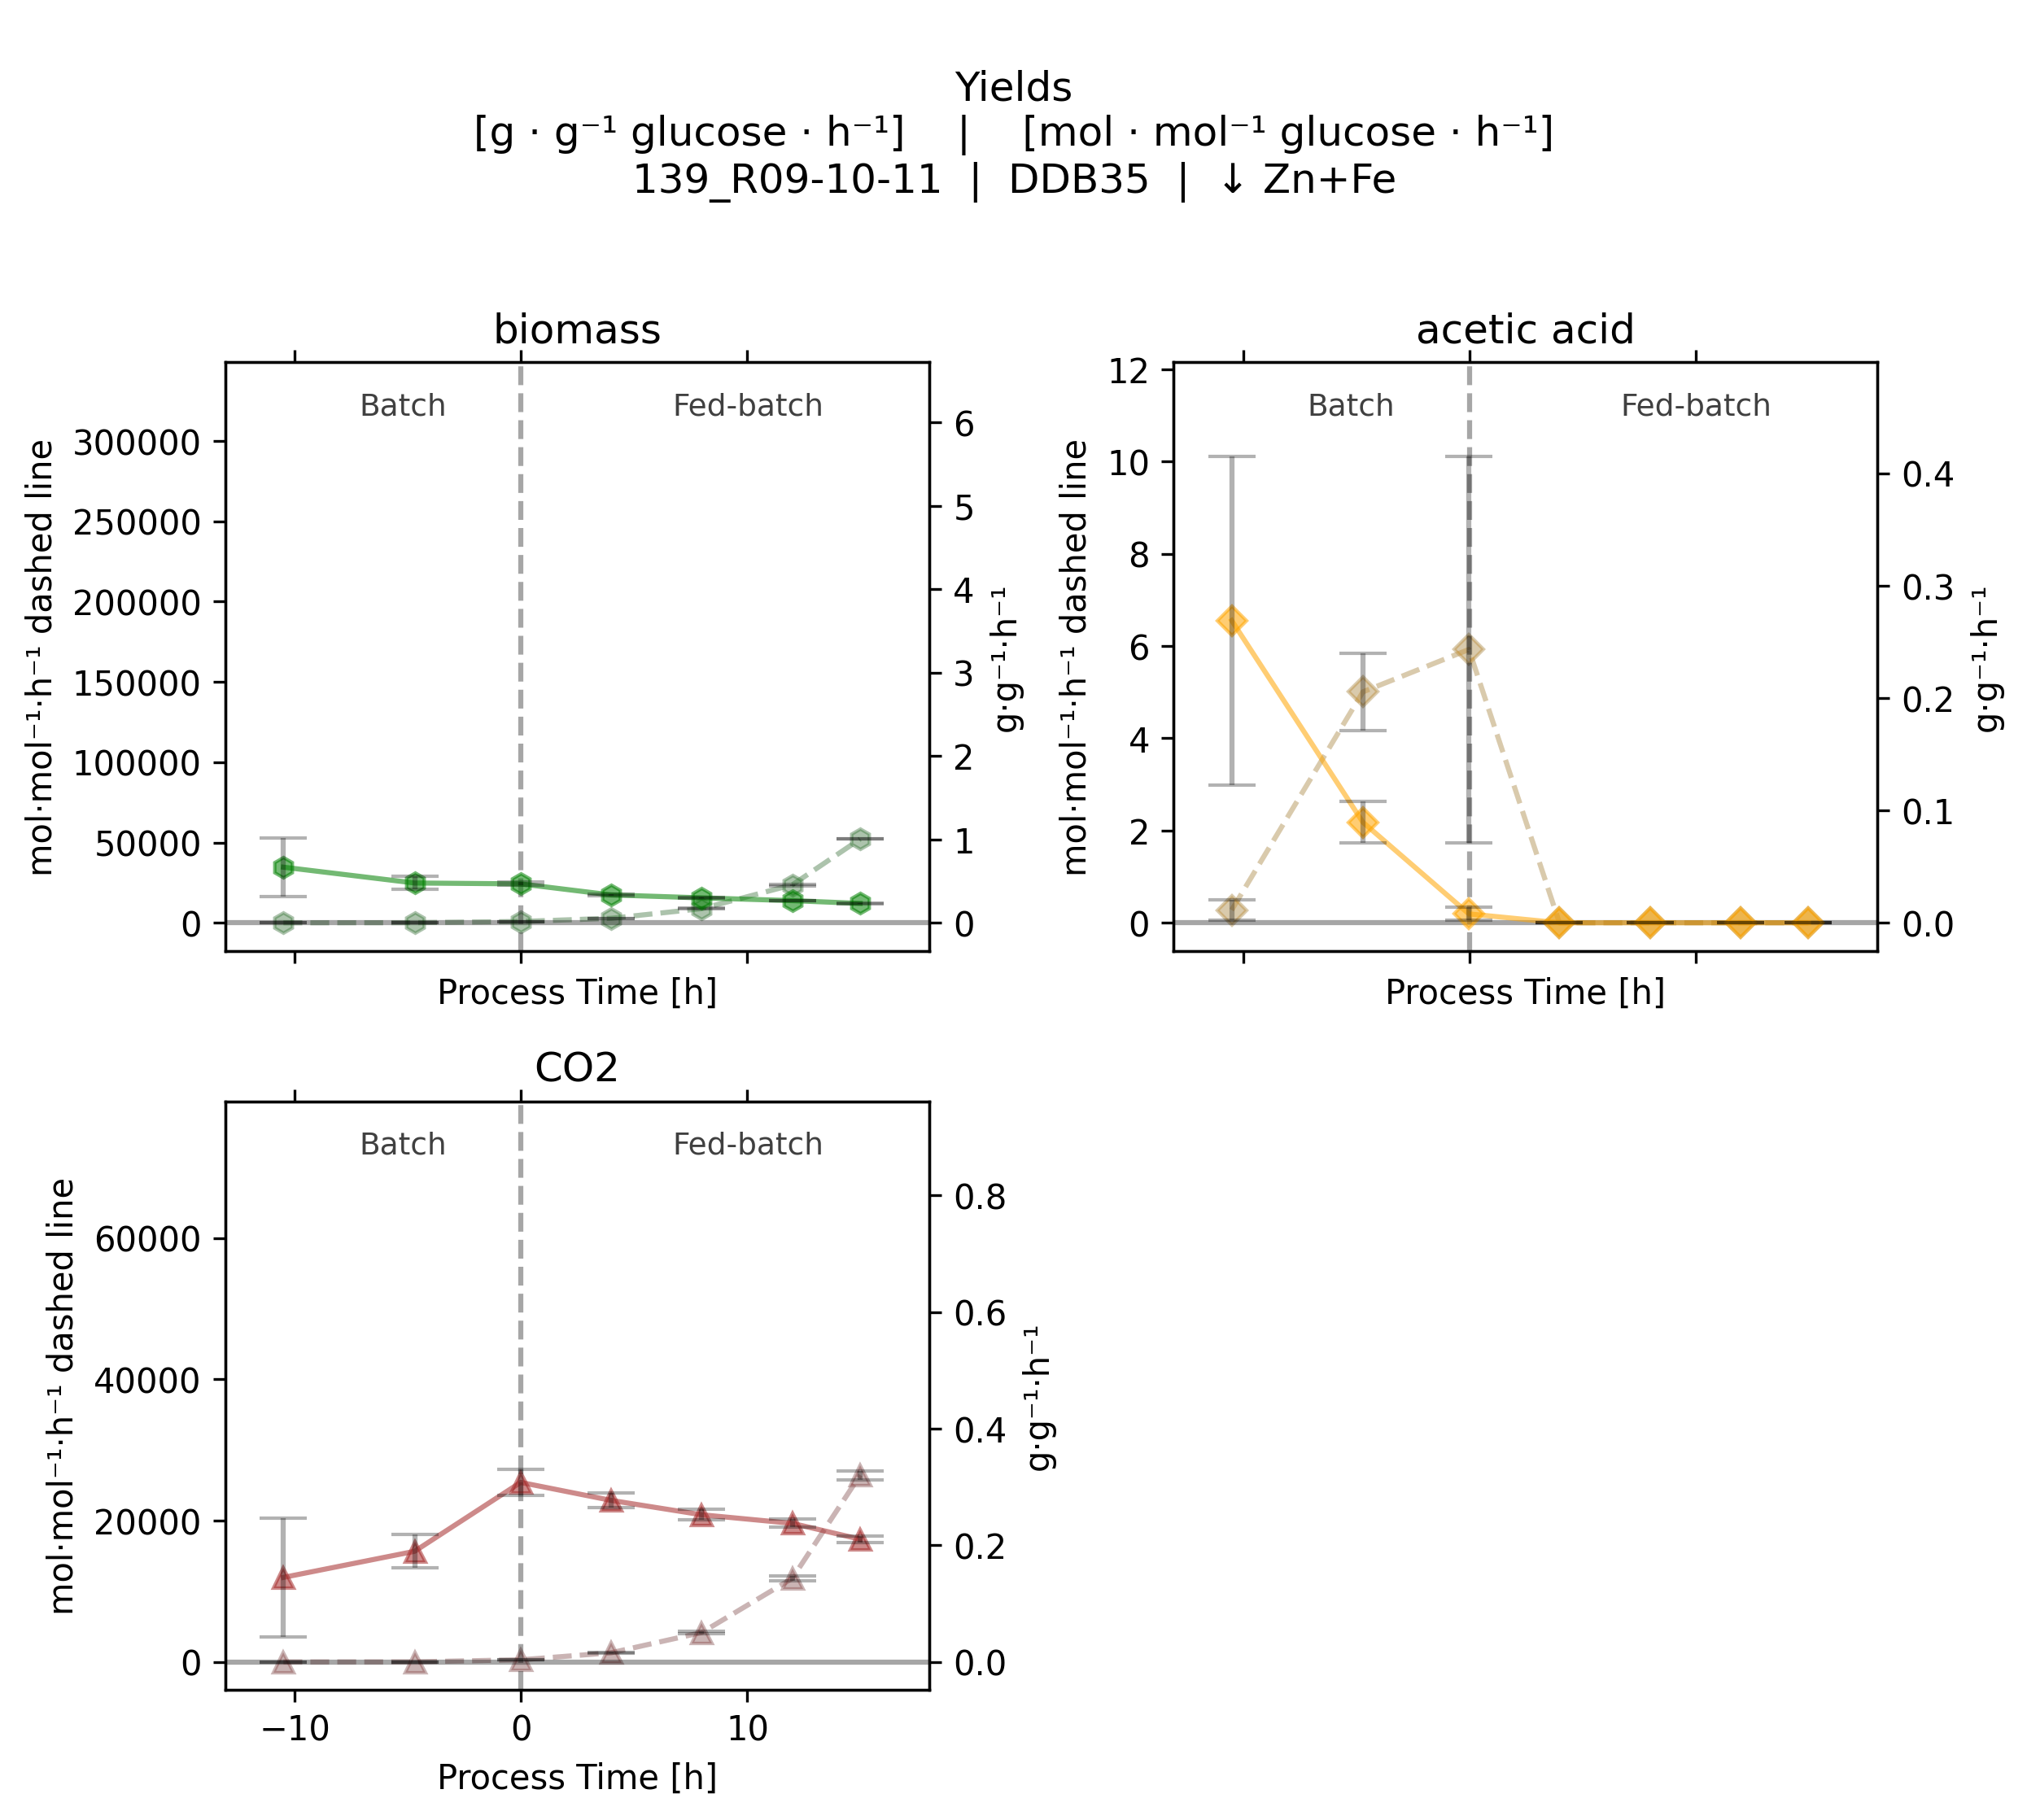 Yields
[g · g⁻¹ glucose · h⁻¹]    |    [mol · mol⁻¹ glucose · h⁻¹]
139_R09-10-11  |  DDB35  |  ↓ Zn+Fe
biomass
Batch
Fed-batch
300000
250000
200000
150000
100000
50000
0
mol·mol⁻¹·h⁻¹ dashed line
6
5
4
3
2
1
0
g·g⁻¹·h⁻¹
Process Time [h]
acetic acid
Batch
Fed-batch
12
10
8
6
4
2
0
mol·mol⁻¹·h⁻¹ dashed line
0.4
0.3
0.2
0.1
0.0
g·g⁻¹·h⁻¹
Process Time [h]
CO2
Batch
Fed-batch
60000
40000
20000
0
mol·mol⁻¹·h⁻¹ dashed line
0.8
0.6
0.4
0.2
0.0
g·g⁻¹·h⁻¹
−10
0
10
Process Time [h]